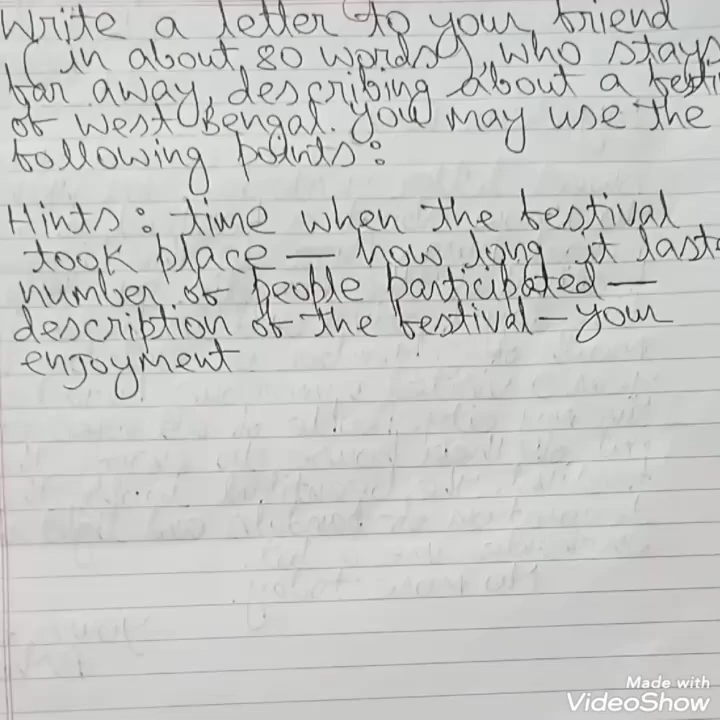 Write a letter to your friend
(in about 80 words), who stays
far away, describing about a
of West Bengal. You may use the
following points:
Hints: time when the festival
took place — how long it
number of people participated —
description of the festival - your
enjoyment
Made with
VideoShow